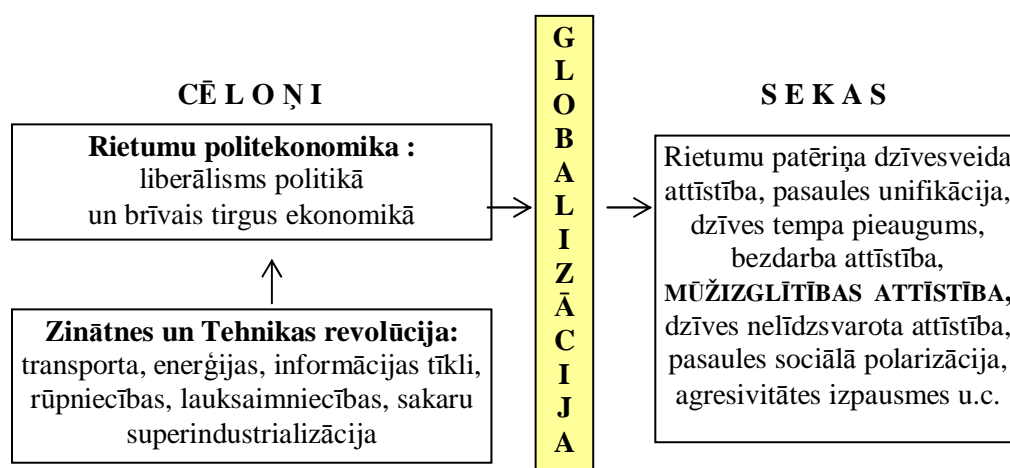 CĒLOŅI
Rietumu politekonomika :
liberālisms politikā
un brīvais tirgus ekonomikā
Zinātnes un Tehnikas revolūcija:
transporta, enerģijas, informācijas tīkli,
rūpniecības, lauksaimniecības, sakaru
superindustrializācija
G
L
O
B
A
L
I
Z
Ā
C
I
J
A
SEKAS
Rietumu patēriņa dzīvesveida
attīstība, pasaules unifikācija,
dzīves tempa pieaugums,
bezdarba attīstība,
MŪŽIZGLĪTĪBAS ATTĪSTĪBA,
dzīves nelīdzsvarota attīstība,
pasaules sociālā polarizācija,
agresivitātes izpausmes u.c.